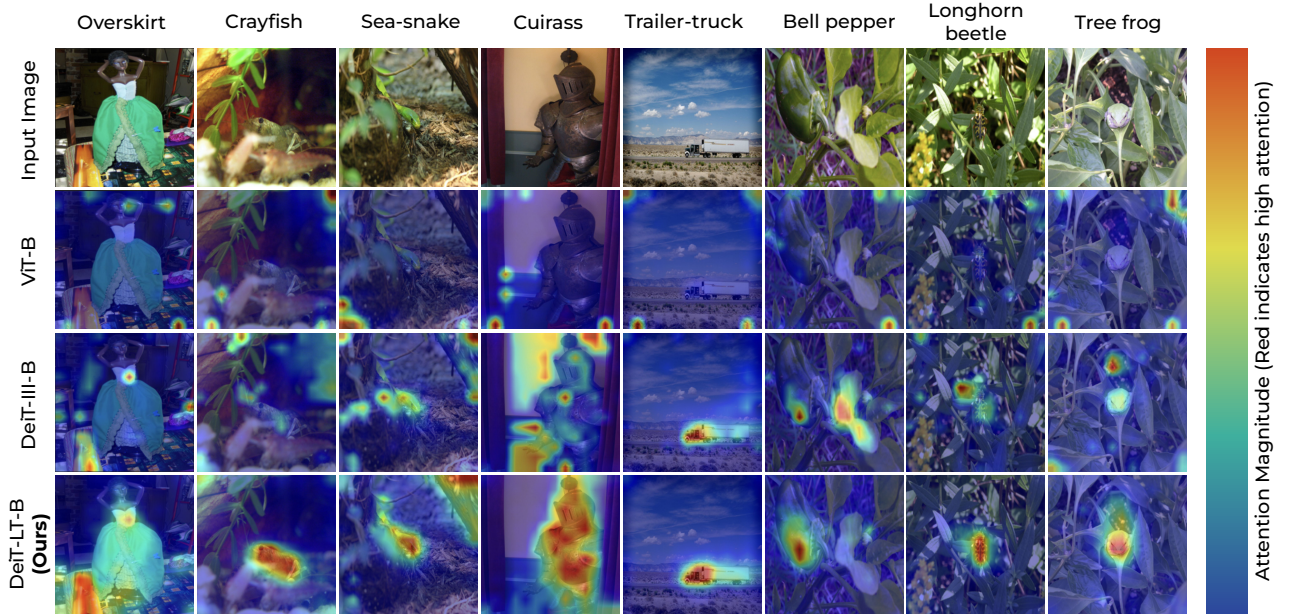 Overskirt
Crayfish
Sea-snake
Cuirass
Trailer-truck
Bell pepper
Longhorn
beetle
Tree frog
Input Image
ViT-B
DeiT-III-B
DeiT-LT-B
(Ours)
Attention Magnitude (Red indicates high attention)